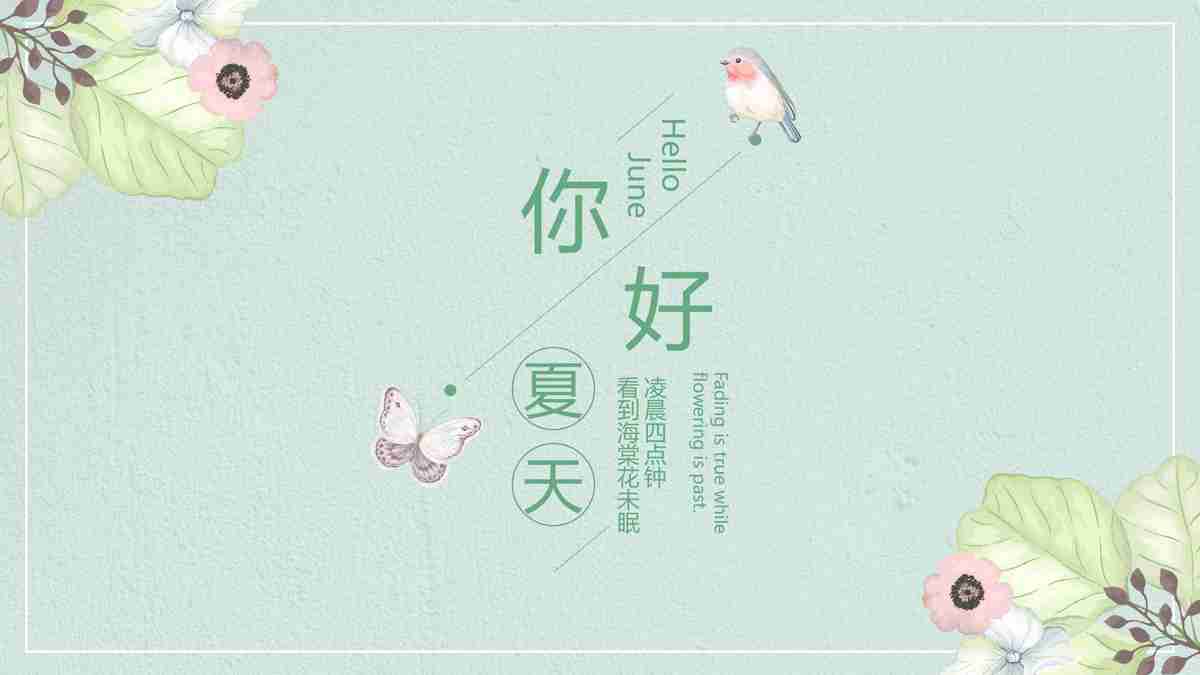 Hello
June
你
好
夏
天
凌晨四点钟
看到海棠花未眠
Fading is true while
flowering is past.